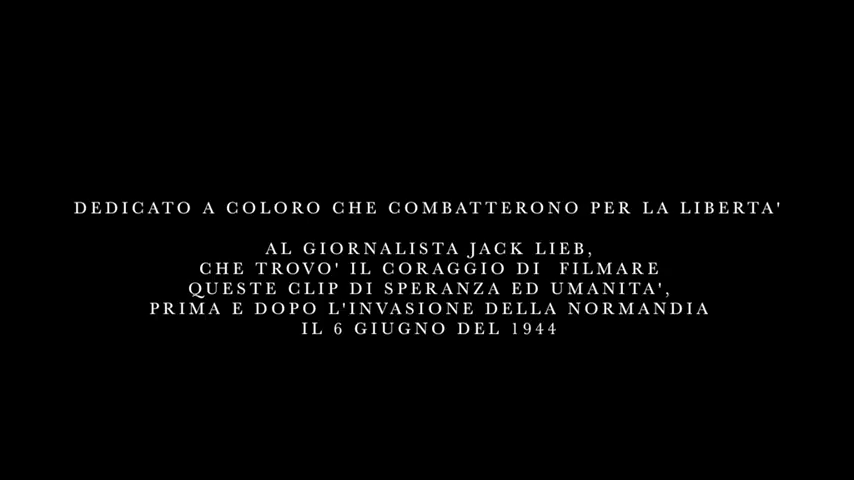 DEDICATO A COLORO CHE COMBATTERONO PER LA LIBERTA'
AL GIORNALISTA JACK LIEB,
CHE TROVO' IL CORAGGIO DI FILMARE
QUESTE CLIP DI SPERANZA ED UMANITA',
PRIMA E DOPO L'INVASIONE DELLA NORMANDIA
IL 6 GIUGNO DEL 1944